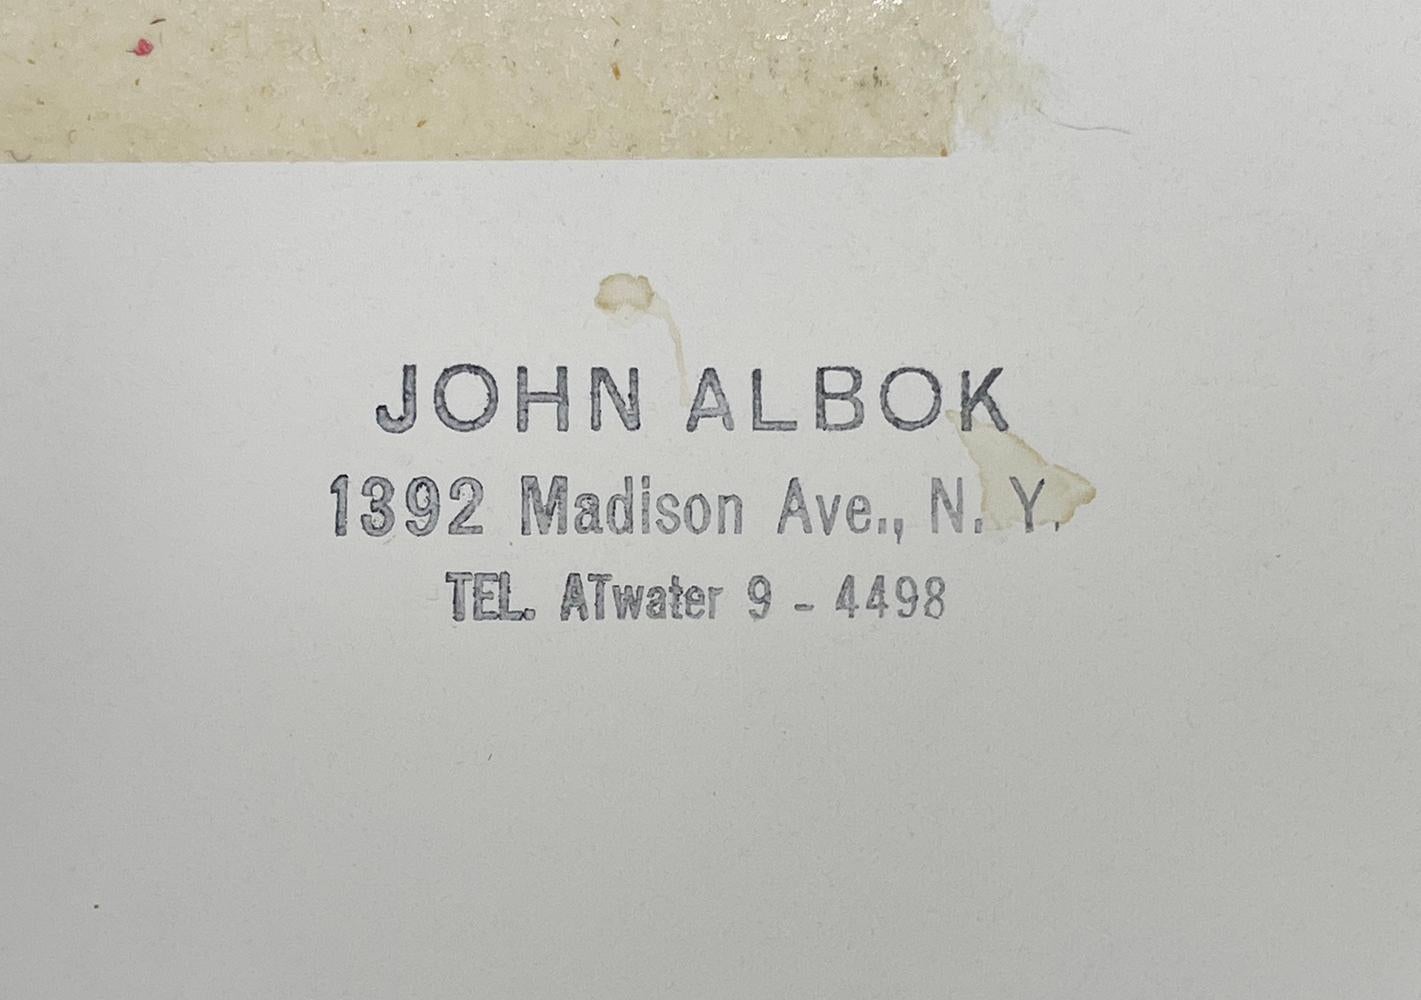 JOHN ALBOK
1392 Madison Ave., N. Y.
TEL. ATwater 9 - 4498